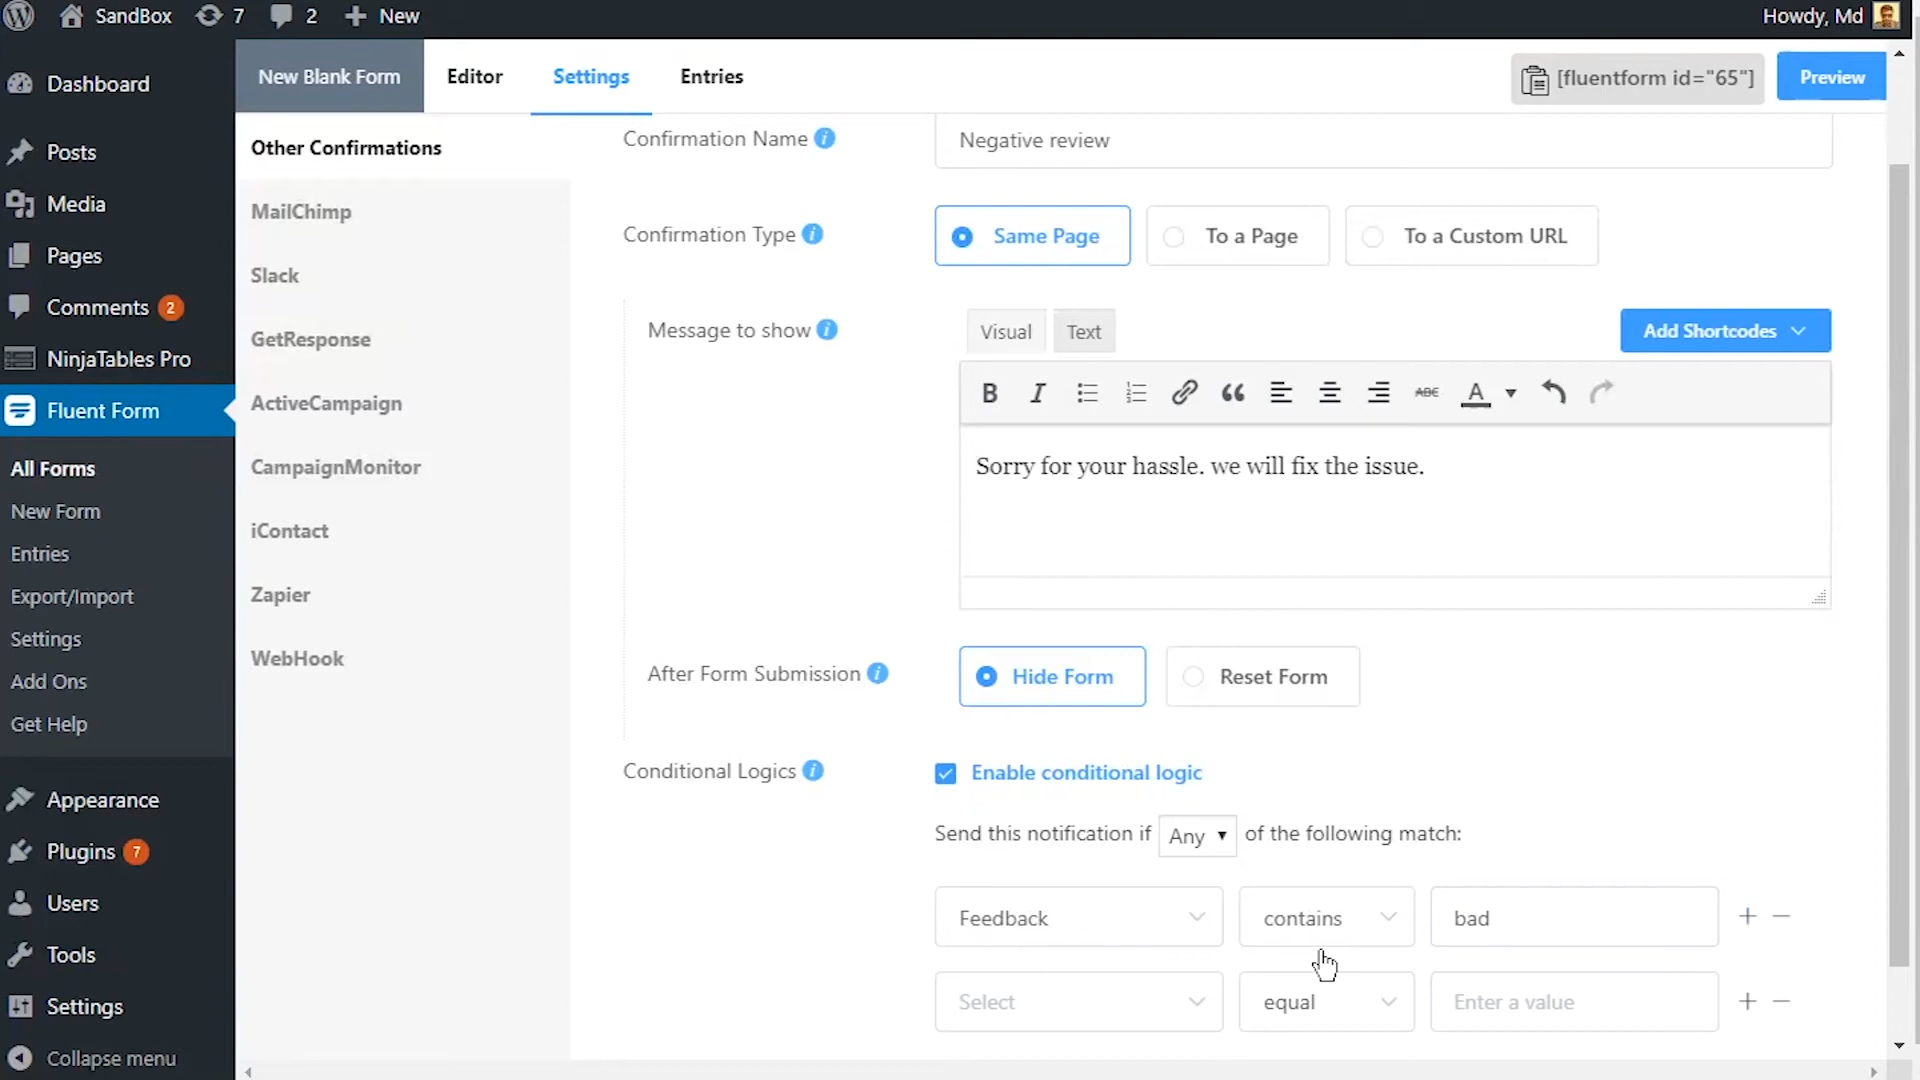 SandBox 7 2 New Howdy, Md
Dashboard
Posts
Media
Pages
Comments 2
NinjaTables Pro
Fluent Form
All Forms
New Form
Entries
Export/Import
Settings
Add Ons
Get Help
Appearance
Plugins 7
Users
Tools
Settings
Collapse menu
New Blank Form Editor Settings Entries [fluentform id="65"] Preview
Other Confirmations
MailChimp
Slack
GetResponse
ActiveCampaign
CampaignMonitor
iContact
Zapier
WebHook
Confirmation Name Negative review
Confirmation Type Same Page To a Page To a Custom URL
Message to show Visual Text Add Shortcodes
B I ABC A
Sorry for your hassle. we will fix the issue.
After Form Submission Hide Form Reset Form
Conditional Logics Enable conditional logic
Send this notification if Any of the following match:
Feedback contains bad
Select equal Enter a value